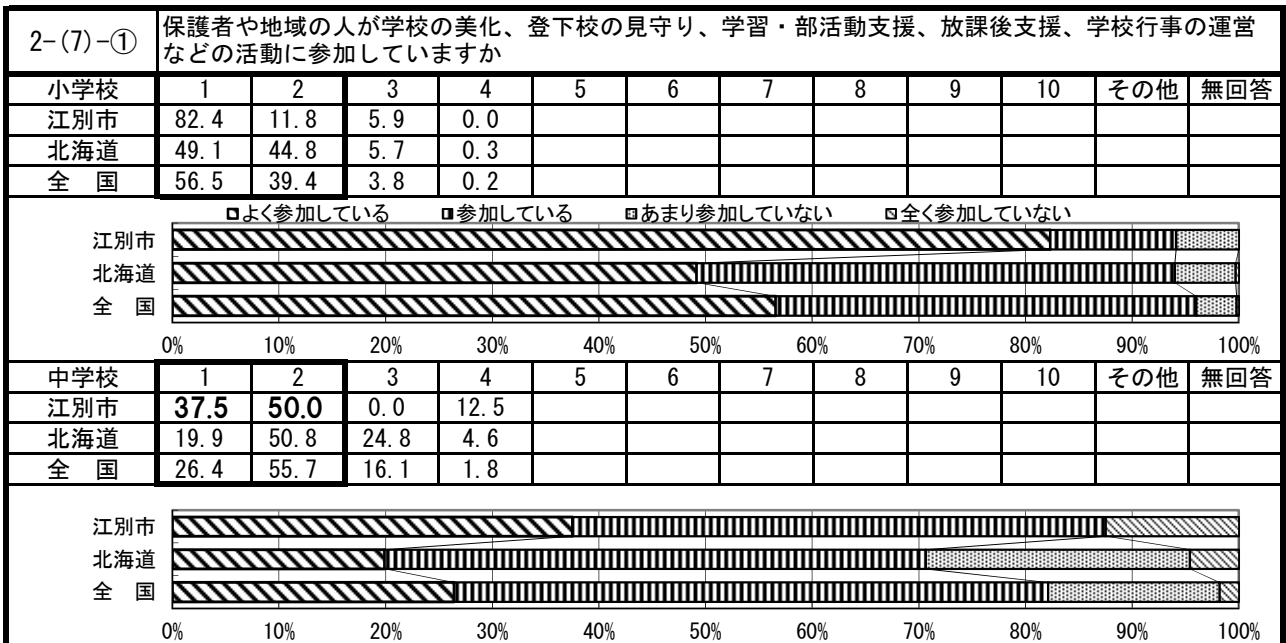 2-(7)-① 保護者や地域の人が学校の美化、登下校の見守り、学習・部活動支援、放課後支援、学校行事の運営
などの活動に参加していますか
小学校 1 2 3 4 5 6 7 8 9 10 その他 無回答
江別市 82.4 11.8 5.9 0.0
北海道 49.1 44.8 5.7 0.3
全　国 56.5 39.4 3.8 0.2
よく参加している 参加している あまり参加していない 全く参加していない
江別市
北海道
全　国
0% 10% 20% 30% 40% 50% 60% 70% 80% 90% 100%
中学校 1 2 3 4 5 6 7 8 9 10 その他 無回答
江別市 37.5 50.0 0.0 12.5
北海道 19.9 50.8 24.8 4.6
全　国 26.4 55.7 16.1 1.8
江別市
北海道
全　国
0% 10% 20% 30% 40% 50% 60% 70% 80% 90% 100%